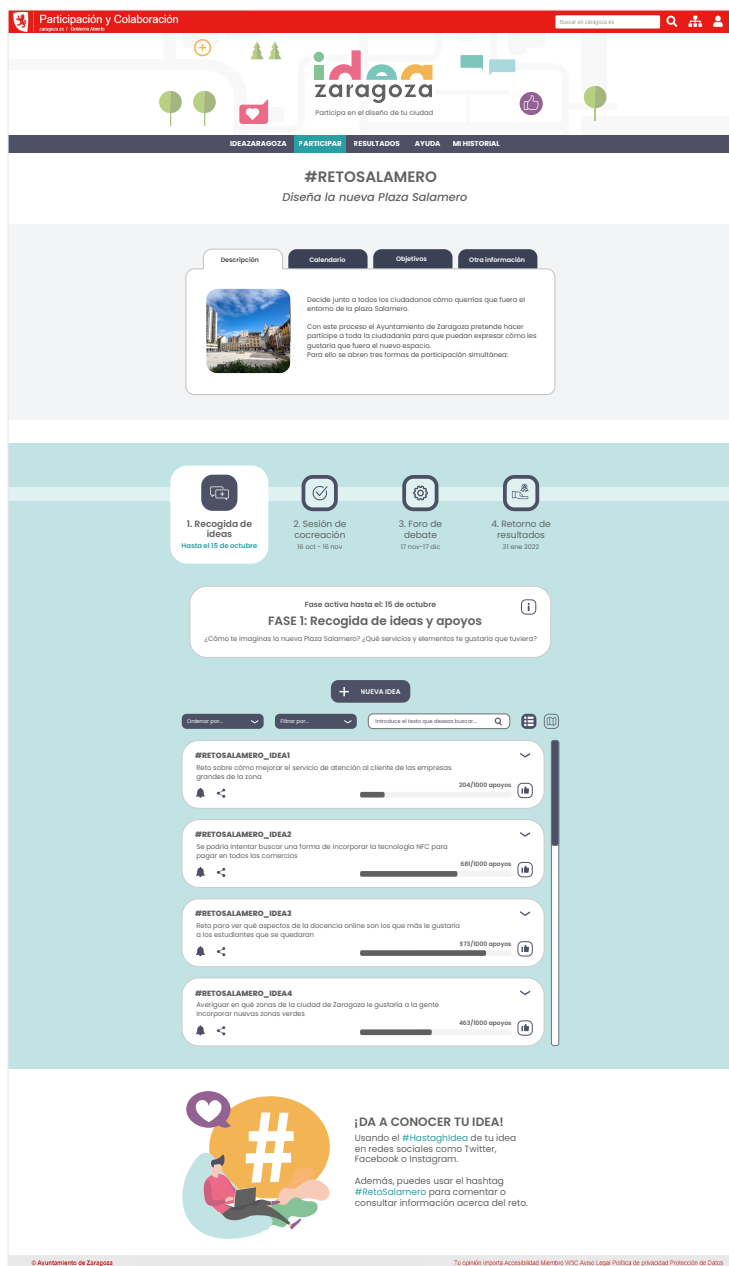 Participación y Colaboración
zaragoza.es / Gobierno Abierto
Buscar en zaragoza.es
idea
zaragoza
Participa en el diseño de tu ciudad
IDEAZARAGOZA PARTICIPAR RESULTADOS AYUDA MI HISTORIAL
#RETOSALAMERO
Diseña la nueva Plaza Salamero
Descripción Calendario Objetivos Otra información
Decide junto a todos los ciudadanos cómo querrías que fuera el
entorno de la plaza Salamero.
Con este proceso el Ayuntamiento de Zaragoza pretende hacer
partícipe a toda la ciudadanía para que puedan expresar cómo les
gustaría que fuera el nuevo espacio.
Para ello se abren tres formas de participación simultánea:
1. Recogida de
ideas
Hasta el 15 de octubre
2. Sesión de
cocreación
16 oct - 16 nov
3. Foro de
debate
17 nov-17 dic
4. Retorno de
resultados
31 ene 2022
Fase activa hasta el: 15 de octubre
i
FASE 1: Recogida de ideas y apoyos
¿Cómo te imaginas la nueva Plaza Salamero? ¿Qué servicios y elementos te gustaría que tuviera?
+ NUEVA IDEA
Ordenar por... Filtrar por... Introduce el texto que deseas buscar...
#RETOSALAMERO_IDEA1
Reto sobre cómo mejorar el servicio de atención al cliente de las empresas
grandes de la zona
204/1000 apoyos
#RETOSALAMERO_IDEA2
Se podría intentar buscar una forma de incorporar la tecnología NFC para
pagar en todos los comercios
681/1000 apoyos
#RETOSALAMERO_IDEA3
Reto para ver qué aspectos de la docencia online son los que más le gustaría
a los estudiantes que se quedaran
873/1000 apoyos
#RETOSALAMERO_IDEA4
Averiguar en qué zonas de la ciudad de Zaragoza le gustaría a la gente
incorporar nuevas zonas verdes
463/1000 apoyos
#
¡DA A CONOCER TU IDEA!
Usando el #HastaghIdea de tu idea
en redes sociales como Twitter,
Facebook o Instagram.
Además, puedes usar el hashtag
#RetoSalamero para comentar o
consultar información acerca del reto.
© Ayuntamiento de Zaragoza
Tu opinión importa Accesibilidad Miembro W3C Aviso Legal Política de privacidad Protección de Datos